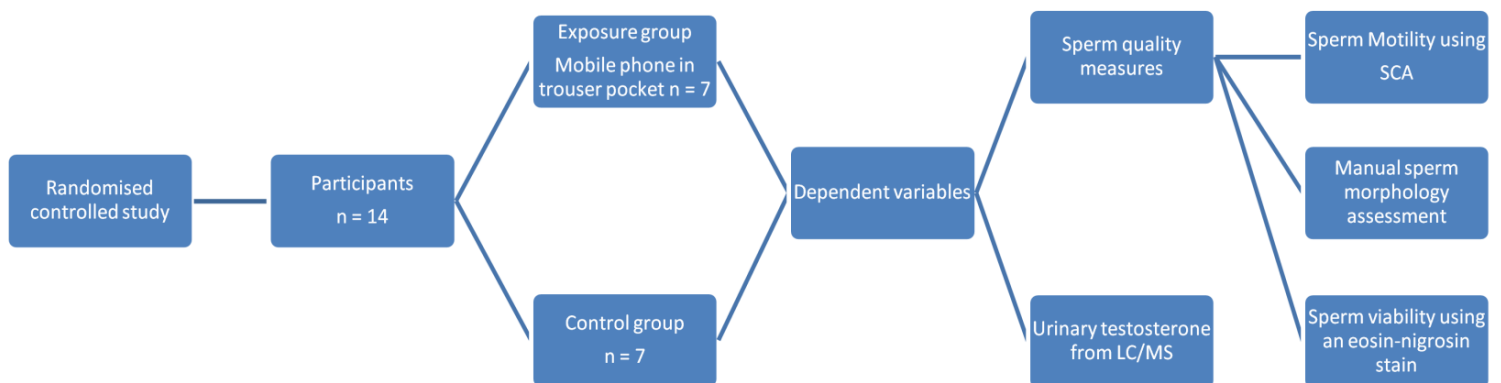 Randomised
controlled study
Participants
n = 14
Exposure group
Mobile phone in
trouser pocket n = 7
Control group
n = 7
Dependent variables
Sperm quality
measures
Urinary testosterone
from LC/MS
Sperm Motility using
SCA
Manual sperm
morphology
assessment
Sperm viability using
an eosin-nigrosin
stain